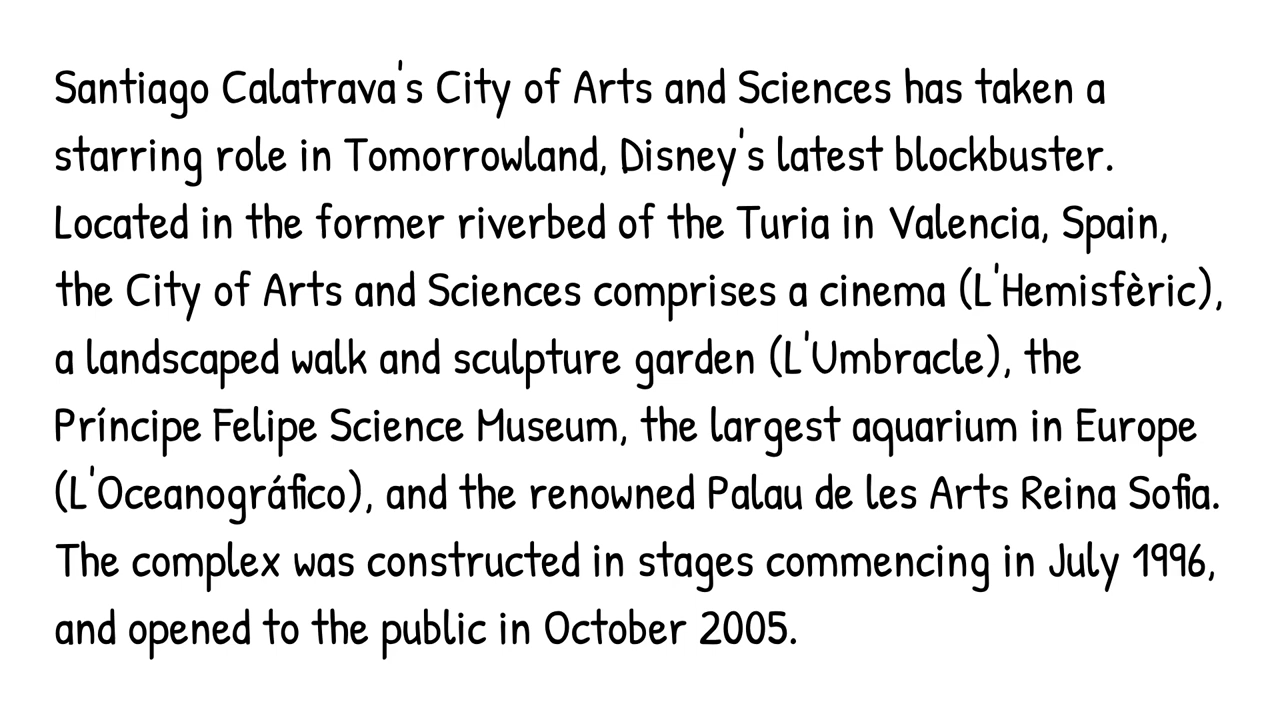 Santiago Calatrava's City of Arts and Sciences has taken a
starring role in Tomorrowland, Disney's latest blockbuster.
Located in the former riverbed of the Turia in Valencia, Spain,
the City of Arts and Sciences comprises a cinema (L'Hemisfèric),
a landscaped walk and sculpture garden (L'Umbracle), the
Príncipe Felipe Science Museum, the largest aquarium in Europe
(L'Oceanográfico), and the renowned Palau de les Arts Reina Sofia.
The complex was constructed in stages commencing in July 1996,
and opened to the public in October 2005.